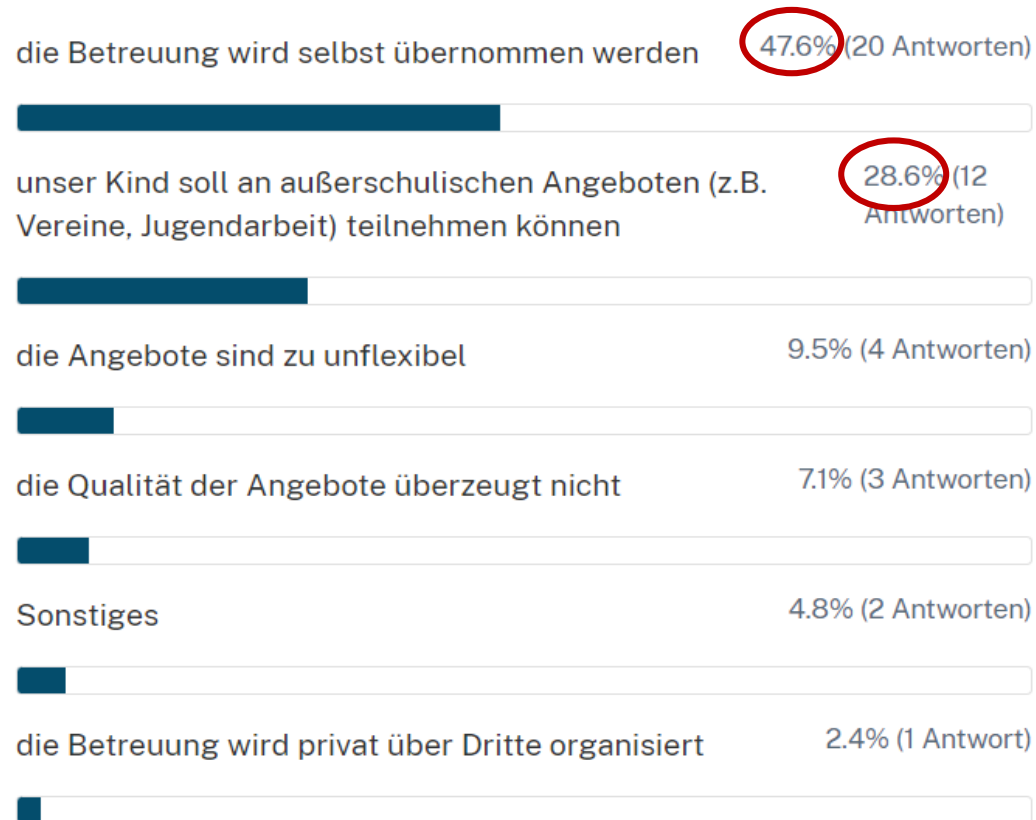 die Betreuung wird selbst übernommen werden 47.6% (20 Antworten)
unser Kind soll an außerschulischen Angeboten (z.B. 28.6% (12
Vereine, Jugendarbeit) teilnehmen können Antworten)
die Angebote sind zu unflexibel 9.5% (4 Antworten)
die Qualität der Angebote überzeugt nicht 7.1% (3 Antworten)
Sonstiges 4.8% (2 Antworten)
die Betreuung wird privat über Dritte organisiert 2.4% (1 Antwort)